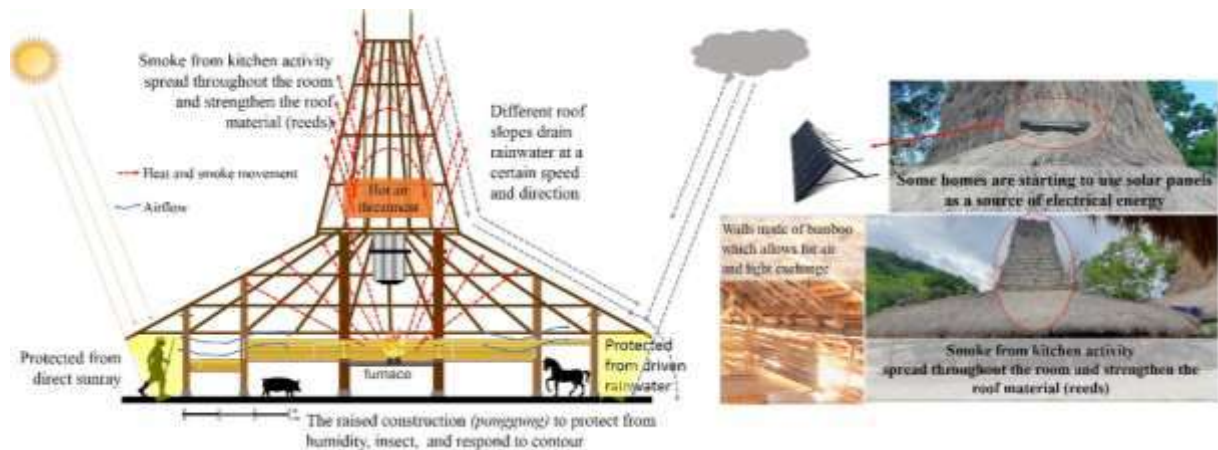 Smoke from kitchen activity
spread throughout the room
and strengthen the roof
material (reeds)
Heat and smoke movement
Airflow
Different roof
slopes drain
rainwater at a
certain speed
and direction
Hot air
Protected from
direct sunray
furnace
Protected
from driven
rainwater
The raised construction (panggung) to protect from
humidity, insect, and respond to contour
Some homes are starting to use solar panels
as a source of electrical energy
Walls made of bamboo
which allows for air
and light exchange
Smoke from kitchen activity
spread throughout the room and strengthen the
roof material (reeds)